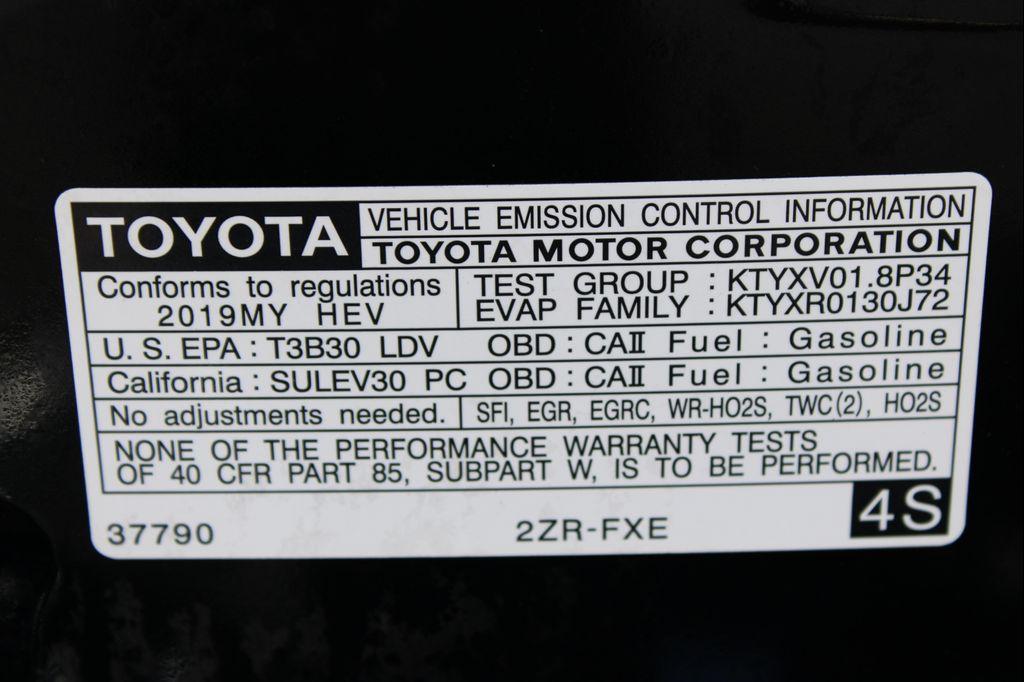 TOYOTA
VEHICLE EMISSION CONTROL INFORMATION
TOYOTA MOTOR CORPORATION
Conforms to regulations
2019MY HEV
TEST GROUP : KTYXV01.8P34
EVAP FAMILY : KTYXR0130J72
U. S. EPA : T3B30 LDV OBD : CAII Fuel : Gasoline
California : SULEV30 PC OBD : CAII Fuel : Gasoline
No adjustments needed. SFI, EGR, EGRC, WR-HO2S, TWC(2), HO2S
NONE OF THE PERFORMANCE WARRANTY TESTS
OF 40 CFR PART 85, SUBPART W, IS TO BE PERFORMED.
37790 2ZR-FXE 4S